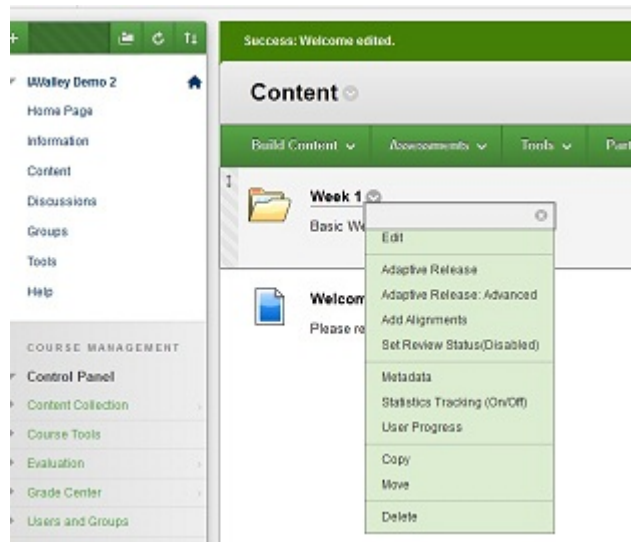 Success: Welcome edited.
Content
Build Content
Assessments
Tools
Part
Week 1
Basic We
Edit
Adaptive Release
Adaptive Release: Advanced
Add Alignments
Set Review Status(Disabled)
Metadata
Statistics Tracking (On/Off)
User Progress
Copy
Move
Delete
Welcom
Please re
Demo 2
Home Page
Information
Content
Discussions
Groups
Tools
Help
COURSE MANAGEMENT
Control Panel
Content Collection
Course Tools
Evaluation
Grade Center
Users and Groups